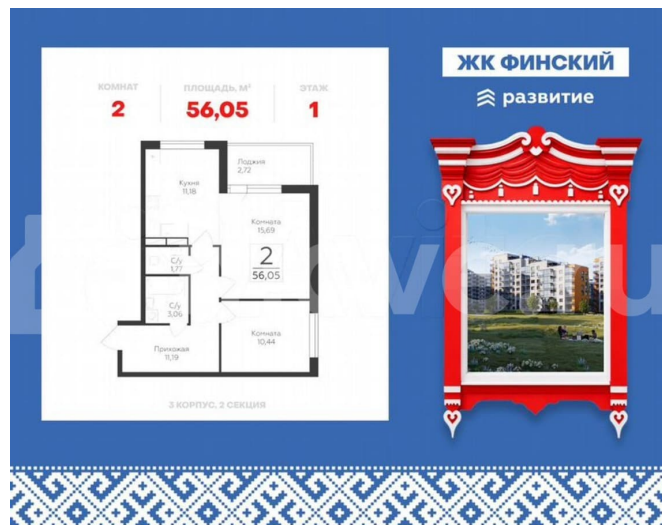 КОМНАТ
2
ПЛОЩАДЬ, М²
56,05
ЭТАЖ
1
Лоджия
2,72
Кухня
11,18
Комната
15,69
С/у
1,77
2
56,05
С/у
3,06
Комната
10,44
Прихожая
11,19
3 КОРПУС, 2 СЕКЦИЯ
ЖК ФИНСКИЙ
развитие